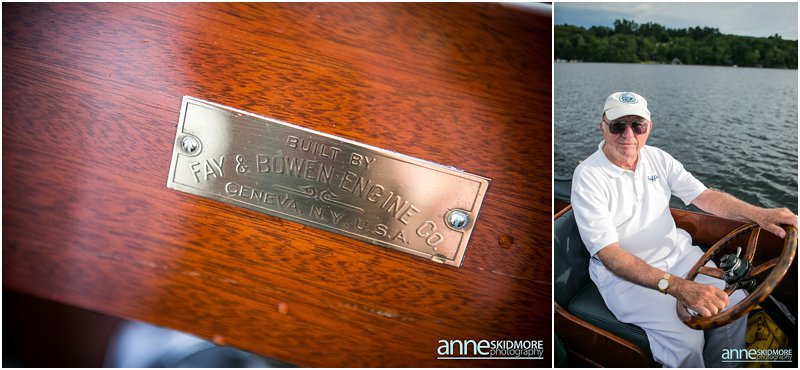 BUILT BY
FAY & BOWEN ENGINE CO.
GENEVA, N.Y., U.S.A.
anneSKIDMORE
photography
anneSKIDMORE
photography